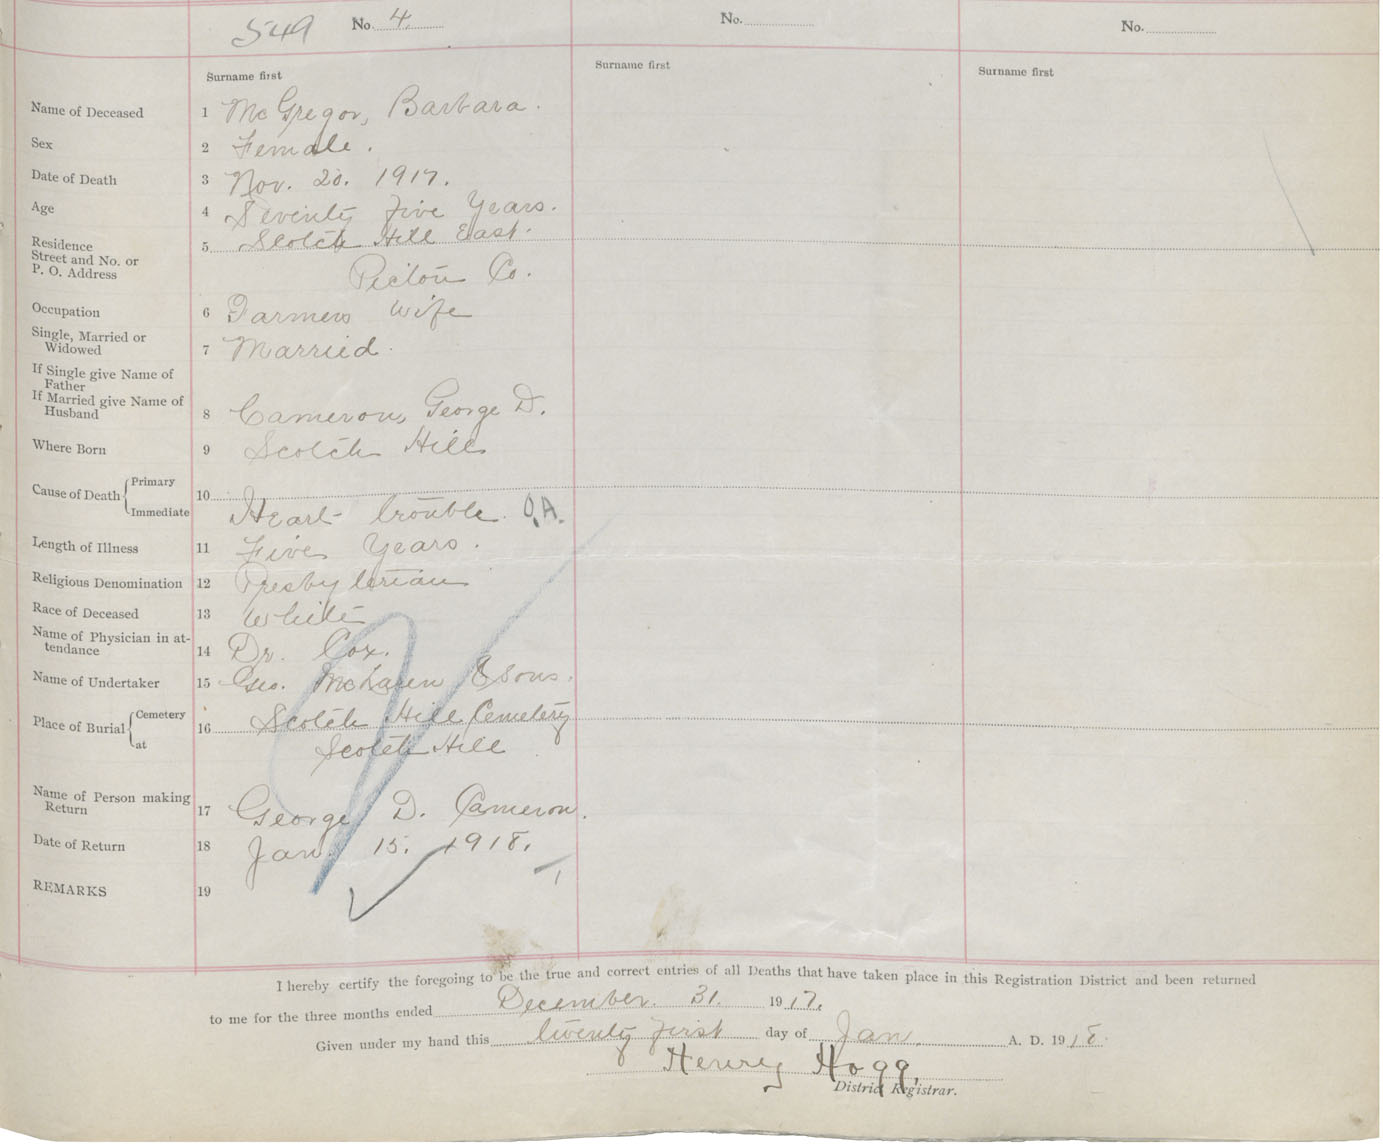 549 No. 4 No. No.
Surname first Surname first Surname first
Name of Deceased 1 McGregor, Barbara.
Sex 2 Female.
Date of Death 3 Nov. 20. 1917.
Age 4 Seventy Five Years.
Residence 5 Scotch Hill East.
Street and No. or
P. O. Address Pictou Co.
Occupation 6 Farmers Wife
Single, Married or
Widowed 7 Married.
If Single give Name of
Father
If Married give Name of
Husband 8 Cameron, George D.
Where Born 9 Scotch Hill
Cause of Death { Primary 10
Immediate Heart trouble. O.A.
Length of Illness 11 Five Years.
Religious Denomination 12 Presbyterian
Race of Deceased 13 White
Name of Physician in at-
tendance 14 Dr. Cox.
Name of Undertaker 15 Geo. McLaren & Sons.
Place of Burial { Cemetery 16 Scotch Hill Cemetery
at Scotch Hill
Name of Person making
Return 17 George D. Cameron.
Date of Return 18 Jan. 15. 1918.
REMARKS 19
I hereby certify the foregoing to be the true and correct entries of all Deaths that have taken place in this Registration District and been returned
to me for the three months ended December. 31. 1917.
Given under my hand this twenty first day of Jan. A. D. 1918.
Henry Hogg,
District Registrar.